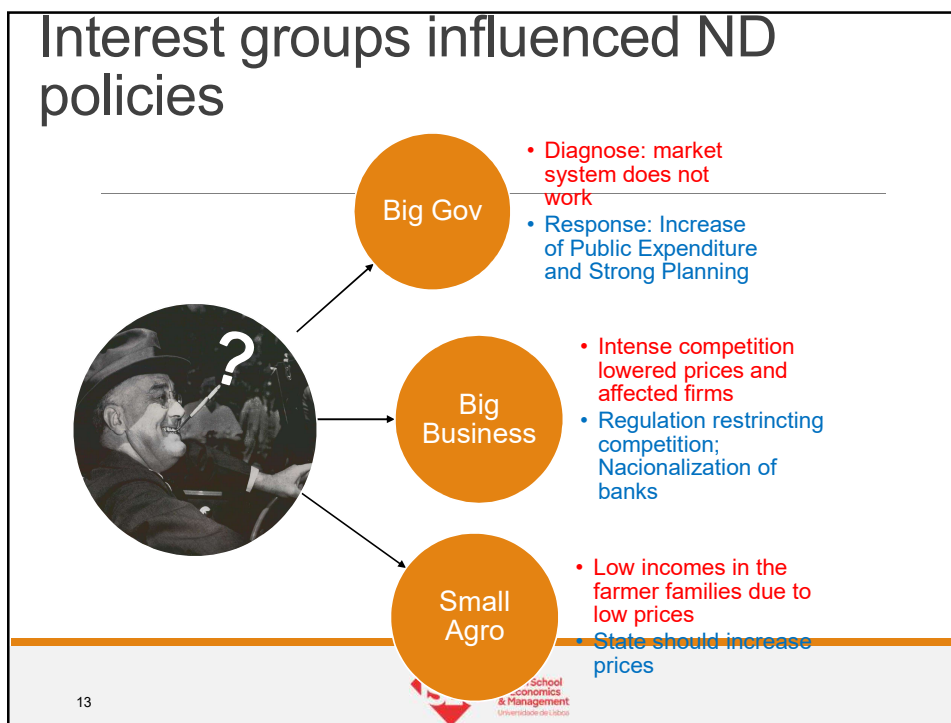 Interest groups influenced ND
policies
Big Gov
• Diagnose: market
system does not
work
• Response: Increase
of Public Expenditure
and Strong Planning
?
Big
Business
• Intense competition
lowered prices and
affected firms
• Regulation restrincting
competition;
Nacionalization of
banks
Small
Agro
• Low incomes in the
farmer families due to
low prices
• State should increase
prices
13
School
Economics
& Management
Universidade de Lisboa